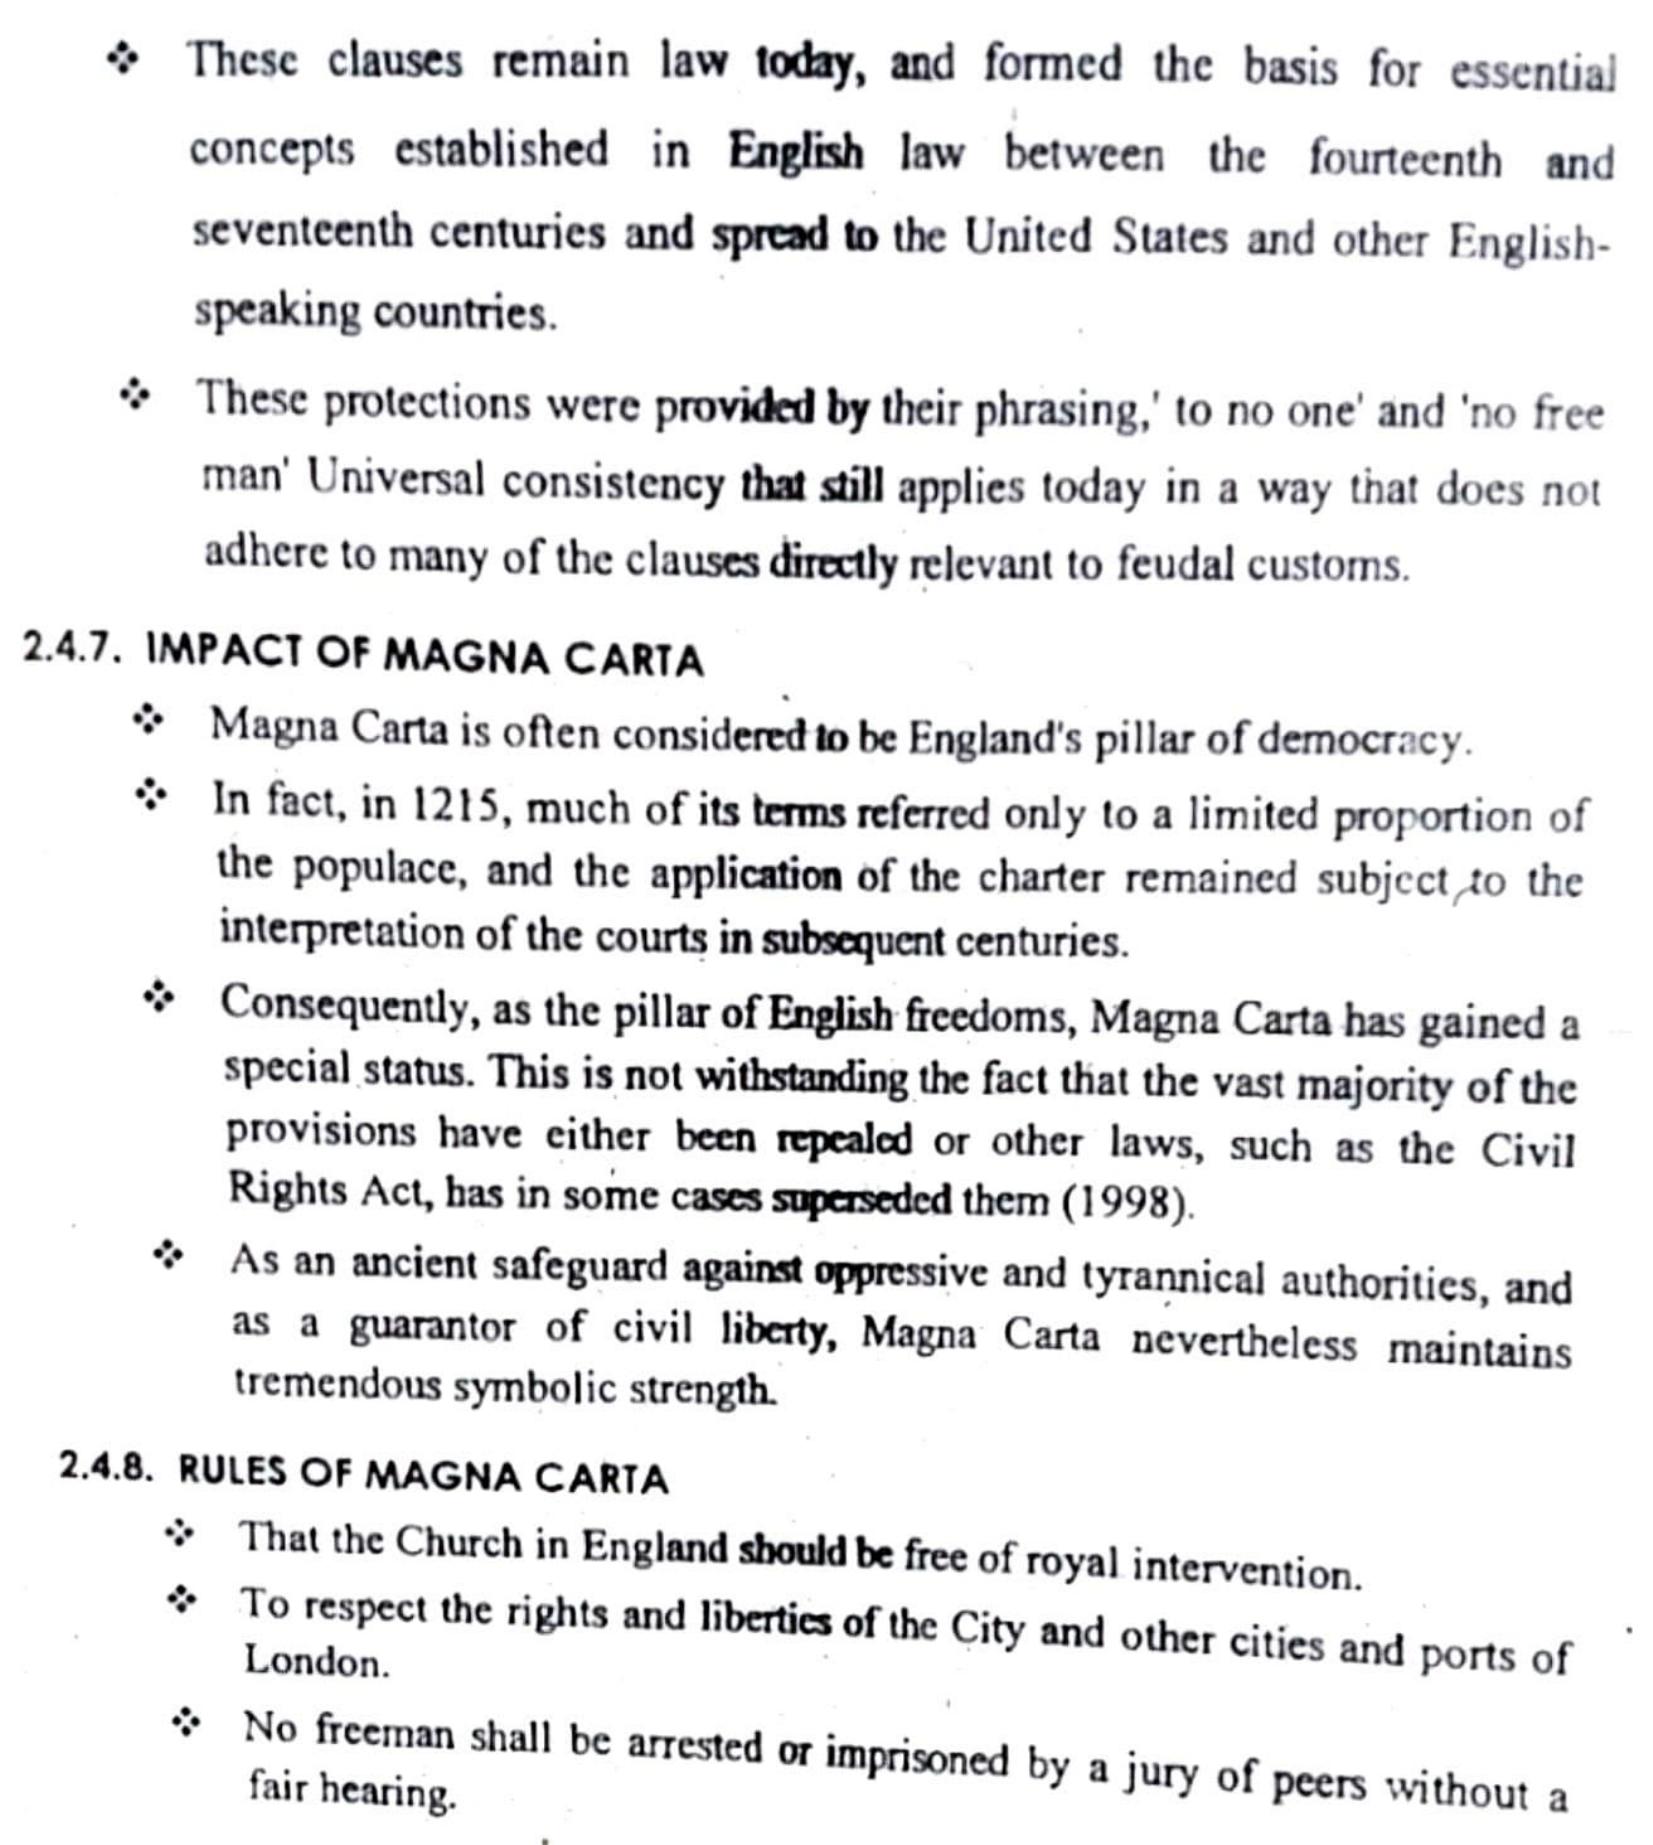 ❖ These clauses remain law today, and formed the basis for essential
concepts established in English law between the fourteenth and
seventeenth centuries and spread to the United States and other English-
speaking countries.
❖ These protections were provided by their phrasing,' to no one' and 'no free
man' Universal consistency that still applies today in a way that does not
adhere to many of the clauses directly relevant to feudal customs.
2.4.7. IMPACT OF MAGNA CARTA
❖ Magna Carta is often considered to be England's pillar of democracy.
❖ In fact, in 1215, much of its terms referred only to a limited proportion of
the populace, and the application of the charter remained subject to the
interpretation of the courts in subsequent centuries.
❖ Consequently, as the pillar of English freedoms, Magna Carta has gained a
special status. This is not withstanding the fact that the vast majority of the
provisions have either been repealed or other laws, such as the Civil
Rights Act, has in some cases superseded them (1998).
❖ As an ancient safeguard against oppressive and tyrannical authorities, and
as a guarantor of civil liberty, Magna Carta nevertheless maintains
tremendous symbolic strength.
2.4.8. RULES OF MAGNA CARTA
❖ That the Church in England should be free of royal intervention.
❖ To respect the rights and liberties of the City and other cities and ports of
London.
❖ No freeman shall be arrested or imprisoned by a jury of peers without a
fair hearing.